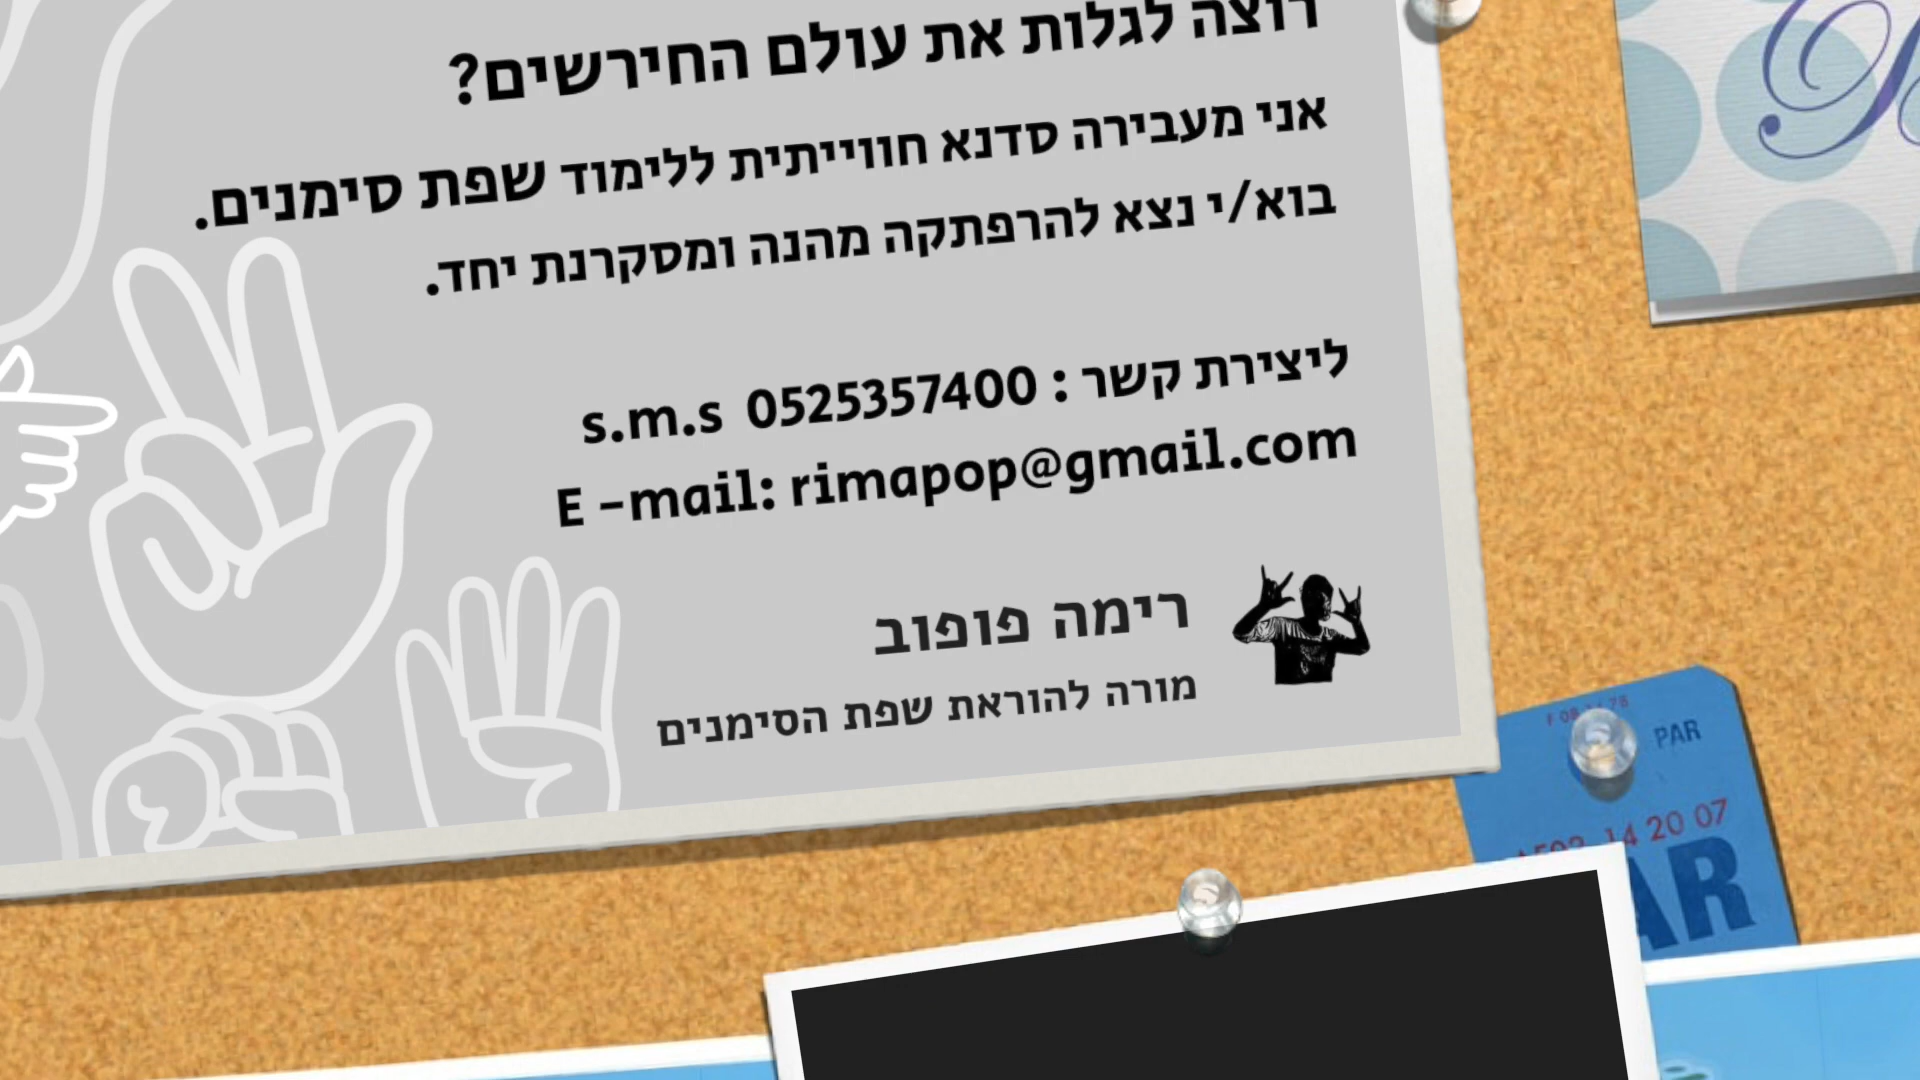 רוצה לגלות את עולם החירשים?
אני מעבירה סדנא חווייתית ללימוד שפת סימנים.
בוא/י נצא להרפתקה מהנה ומסקרנת יחד.
ליצירת קשר : 0525357400 s.m.s
E –mail: rimapop@gmail.com
רימה פופוב
מורה להוראת שפת הסימנים
PAR
14 20 07
AR